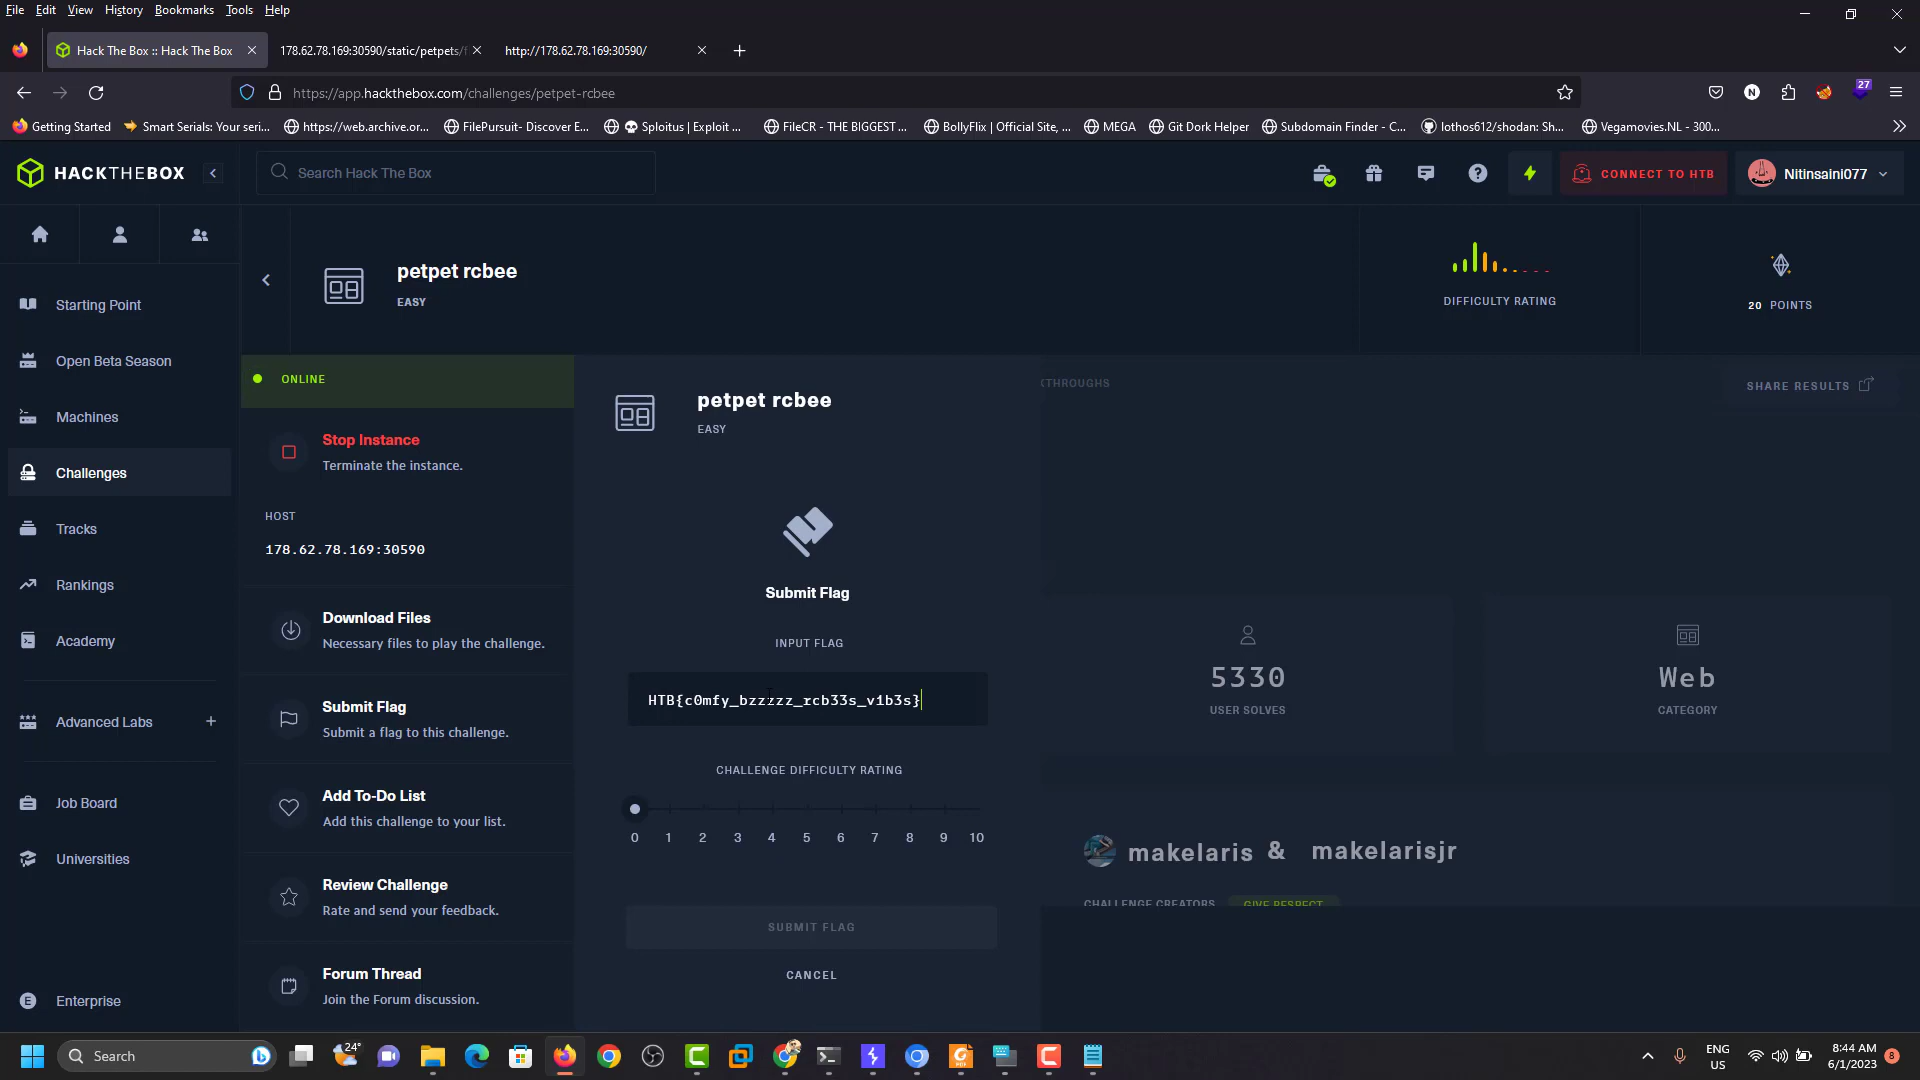 File Edit View History Bookmarks Tools Help
Hack The Box :: Hack The Box
178.62.78.169:30590/static/petpets/
http://178.62.78.169:30590/
https://app.hackthebox.com/challenges/petpet-rcbee
27
Getting Started
Smart Serials: Your seri...
https://web.archive.or...
FilePursuit- Discover E...
Sploitus | Exploit ...
FileCR - THE BIGGEST ...
BollyFlix | Official Site, ...
MEGA
Git Dork Helper
Subdomain Finder - C...
lothos612/shodan: Sh...
Vegamovies.NL - 300...
HACKTHEBOX
Search Hack The Box
CONNECT TO HTB
Nitinsaini077
Starting Point
Open Beta Season
Machines
Challenges
Tracks
Rankings
Academy
Advanced Labs
Job Board
Universities
Enterprise
petpet rcbee
EASY
DIFFICULTY RATING
20 POINTS
ONLINE
Stop Instance
Terminate the instance.
HOST
178.62.78.169:30590
Download Files
Necessary files to play the challenge.
Submit Flag
Submit a flag to this challenge.
Add To-Do List
Add this challenge to your list.
Review Challenge
Rate and send your feedback.
Forum Thread
Join the Forum discussion.
petpet rcbee
EASY
Submit Flag
INPUT FLAG
HTB{c0mfy_bzzzzz_rcb33s_v1b3s}
CHALLENGE DIFFICULTY RATING
0 1 2 3 4 5 6 7 8 9 10
SUBMIT FLAG
CANCEL
KTHROUGHS
SHARE RESULTS
5330
USER SOLVES
Web
CATEGORY
makelaris & makelarisjr
CHALLENGE CREATORS
GIVE RESPECT
Search
24°
ENG
US
8:44 AM
6/1/2023
8